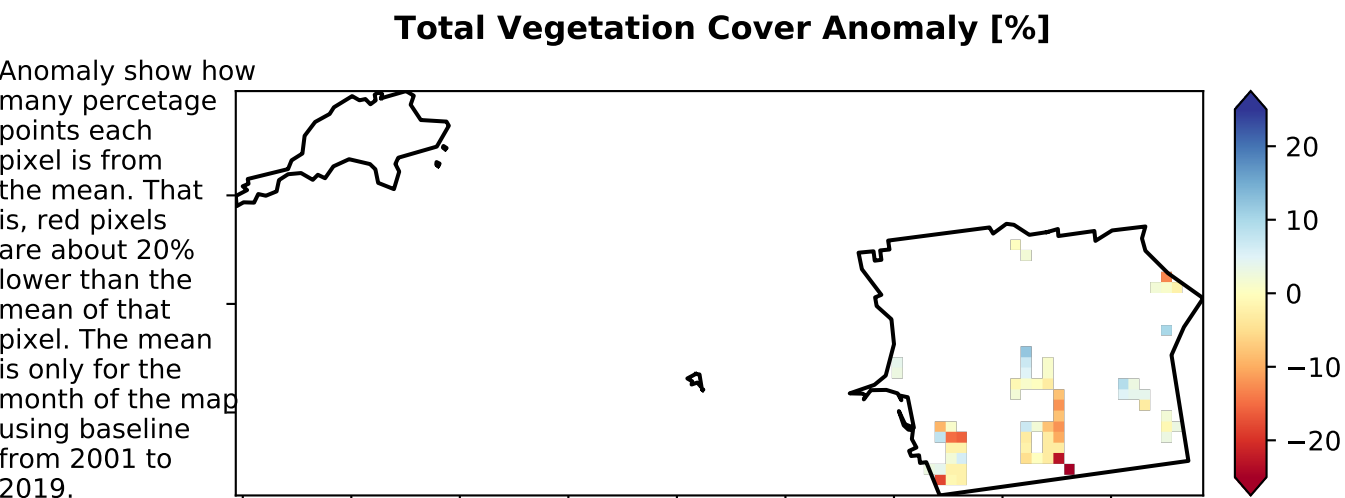 Total Vegetation Cover Anomaly [%]
Anomaly show how
many percetage
points each
pixel is from
the mean. That
is, red pixels
are about 20%
lower than the
mean of that
pixel. The mean
is only for the
month of the map
using baseline
from 2001 to
2019.
20
10
0
−10
−20